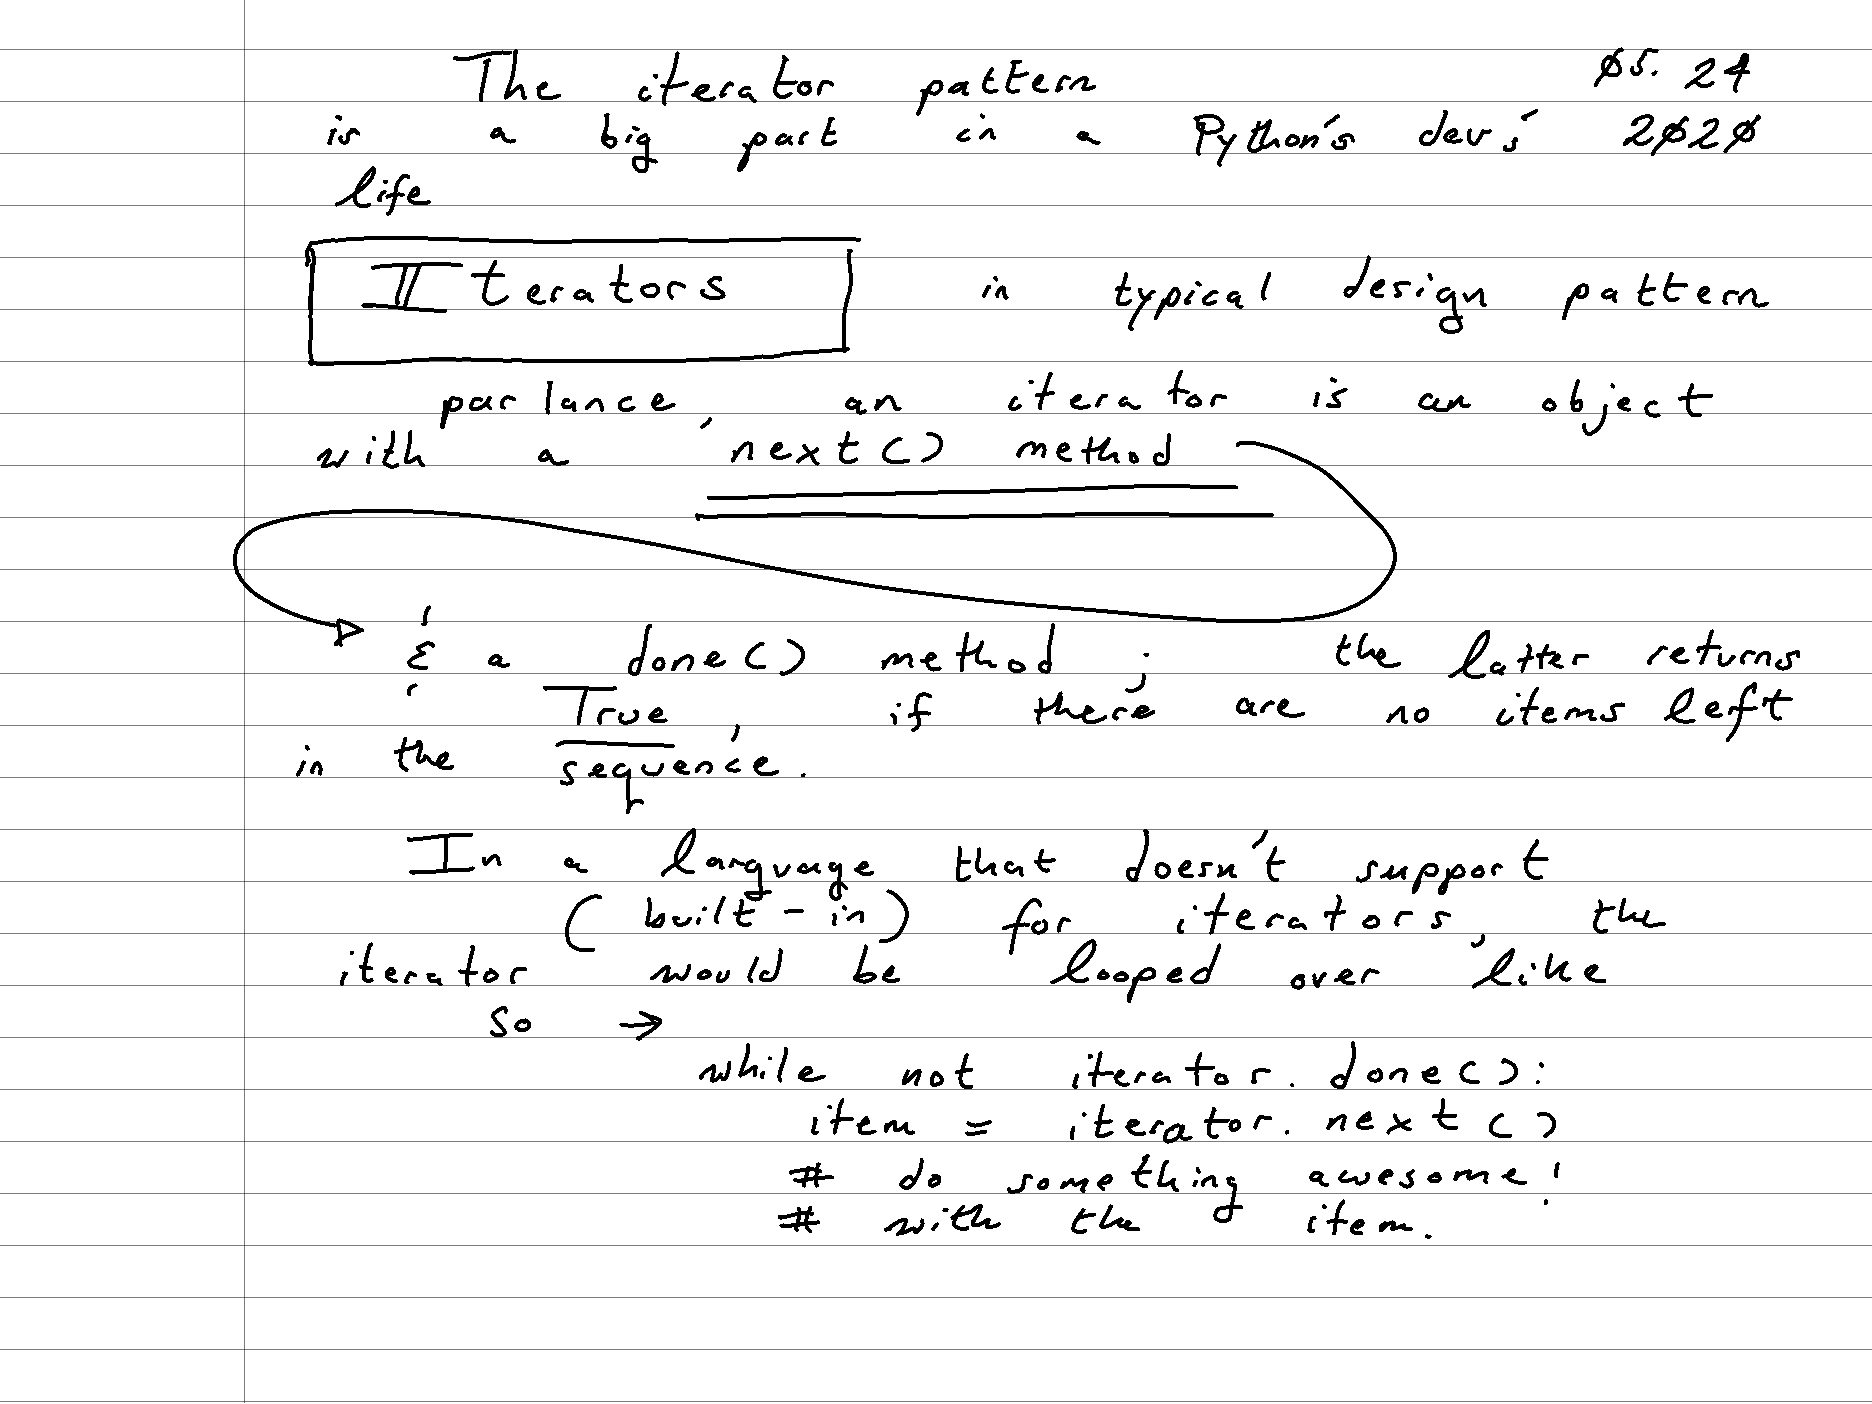 The iterator pattern ø5. 24
is a big part in a Python's dev's 2ø2ø
life
Iterators in typical design pattern
parlance, an iterator is an object
with a next() method
& a done() method ; the latter returns
True, if there are no items left
in the sequence.
In a language that doesn't support
(built-in) for iterators, the
iterator would be looped over like
so →
while not iterator. done():
item = iterator. next()
# do something awesome!
# with the item.